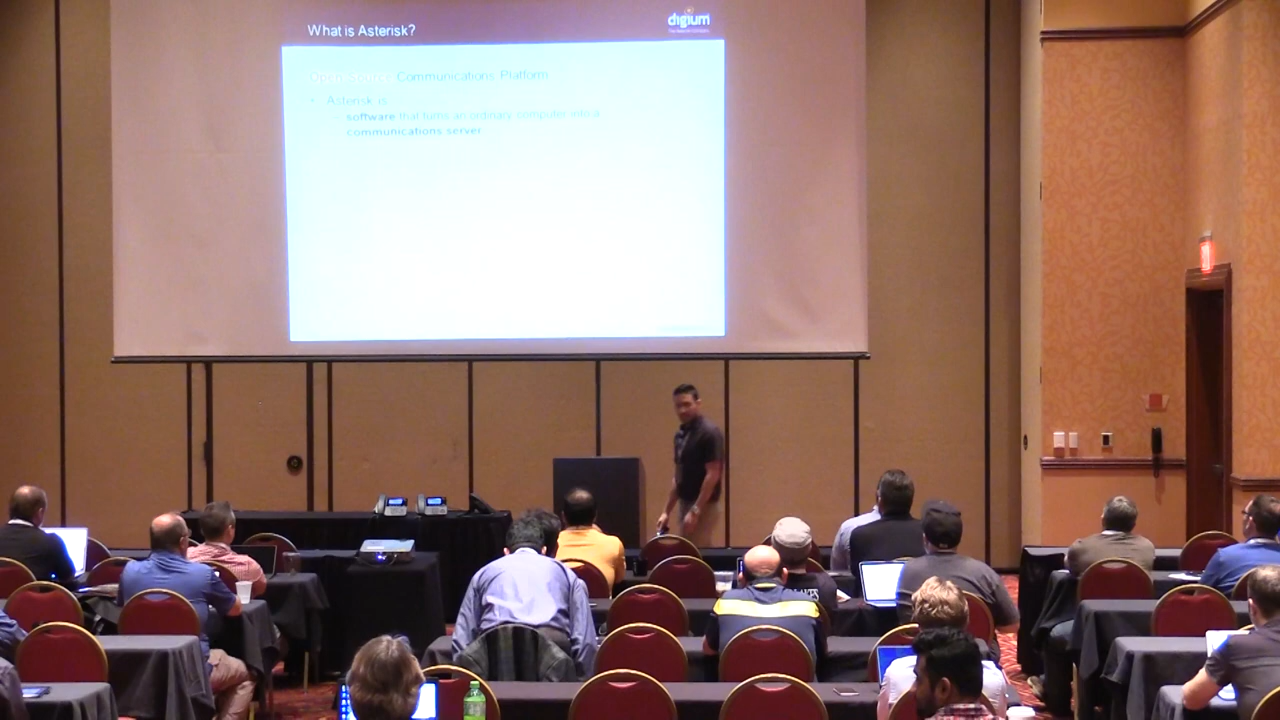 What is Asterisk?
digium
Open Source Communications Platform
• Asterisk is
– software that turns an ordinary computer into a
communications server